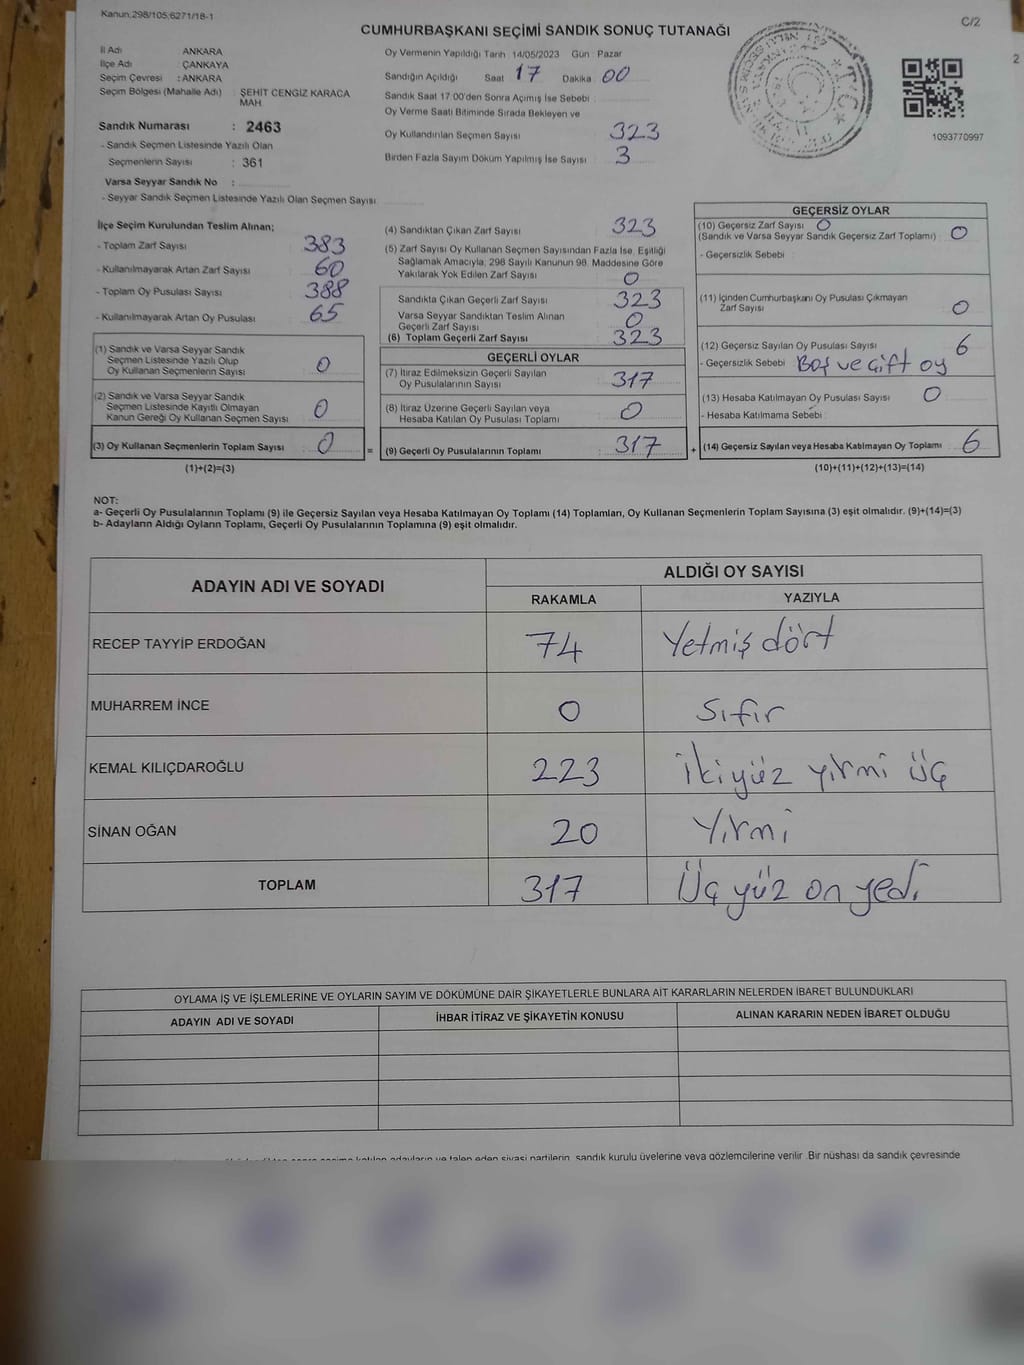 Kanun,298/105,6271/18-1
C/2
CUMHURBAŞKANI SEÇİMİ SANDIK SONUÇ TUTANAĞI
2
İl Adı ANKARA
İlçe Adı : ÇANKAYA
Seçim Çevresi : ANKARA
Seçim Bölgesi (Mahalle Adı) : ŞEHİT CENGİZ KARACA
MAH.
Sandık Numarası : 2463
- Sandık Seçmen Listesinde Yazılı Olan
Seçmenlerin Sayısı : 361
Varsa Seyyar Sandık No :
- Seyyar Sandık Seçmen Listesinde Yazılı Olan Seçmen Sayısı
Oy Vermenin Yapıldığı Tarih 14/05/2023 Gün : Pazar
Sandığın Açıldığı Saat 17 Dakika 00
Sandık Saat 17:00'den Sonra Açılmış İse Sebebi :
Oy Verme Saati Bitiminde Sırada Bekleyen ve
Oy Kullandırılan Seçmen Sayısı 323
Birden Fazla Sayım Döküm Yapılmış İse Sayısı 3
1093770997
İlçe Seçim Kurulundan Teslim Alınan;
- Toplam Zarf Sayısı 383
- Kullanılmayarak Artan Zarf Sayısı 60
- Toplam Oy Pusulası Sayısı 388
- Kullanılmayarak Artan Oy Pusulası 65
(1) Sandık ve Varsa Seyyar Sandık
Seçmen Listesinde Yazılı Olup
Oy Kullanan Seçmenlerin Sayısı 0
(2) Sandık ve Varsa Seyyar Sandık
Seçmen Listesinde Kayıtlı Olmayan
Kanun Gereği Oy Kullanan Seçmen Sayısı 0
(3) Oy Kullanan Seçmenlerin Toplam Sayısı 0
(1)+(2)=(3)
=
(4) Sandıktan Çıkan Zarf Sayısı 323
(5) Zarf Sayısı Oy Kullanan Seçmen Sayısından Fazla İse, Eşitliği
Sağlamak Amacıyla; 298 Sayılı Kanunun 98. Maddesine Göre
Yakılarak Yok Edilen Zarf Sayısı 0
Sandıkta Çıkan Geçerli Zarf Sayısı 323
Varsa Seyyar Sandıktan Teslim Alınan
Geçerli Zarf Sayısı 0
(6) Toplam Geçerli Zarf Sayısı 323
GEÇERLİ OYLAR
(7) İtiraz Edilmeksizin Geçerli Sayılan
Oy Pusulalarının Sayısı 317
(8) İtiraz Üzerine Geçerli Sayılan veya
Hesaba Katılan Oy Pusulası Toplamı 0
(9) Geçerli Oy Pusulalarının Toplamı 317
+
GEÇERSİZ OYLAR
(10) Geçersiz Zarf Sayısı 0
(Sandık ve Varsa Seyyar Sandık Geçersiz Zarf Toplamı) 0
- Geçersizlik Sebebi
(11) İçinden Cumhurbaşkanı Oy Pusulası Çıkmayan
Zarf Sayısı 0
(12) Geçersiz Sayılan Oy Pusulası Sayısı 6
- Geçersizlik Sebebi Boş ve çift oy
(13) Hesaba Katılmayan Oy Pusulası Sayısı 0
- Hesaba Katılmama Sebebi
(14) Geçersiz Sayılan veya Hesaba Katılmayan Oy Toplamı 6
(10)+(11)+(12)+(13)=(14)
NOT:
a- Geçerli Oy Pusulalarının Toplamı (9) ile Geçersiz Sayılan veya Hesaba Katılmayan Oy Toplamı (14) Toplamları, Oy Kullanan Seçmenlerin Toplam Sayısına (3) eşit olmalıdır. (9)+(14)=(3)
b- Adayların Aldığı Oyların Toplamı, Geçerli Oy Pusulalarının Toplamına (9) eşit olmalıdır.
ADAYIN ADI VE SOYADI
ALDIĞI OY SAYISI
RAKAMLA YAZIYLA
RECEP TAYYİP ERDOĞAN 74 Yetmiş dört
MUHARREM İNCE 0 Sıfır
KEMAL KILIÇDAROĞLU 223 İkiyüz yirmi üç
SİNAN OĞAN 20 Yirmi
TOPLAM 317 Üç yüz on yedi
OYLAMA İŞ VE İŞLEMLERİNE VE OYLARIN SAYIM VE DÖKÜMÜNE DAİR ŞİKAYETLERLE BUNLARA AİT KARARLARIN NELERDEN İBARET BULUNDUKLARI
ADAYIN ADI VE SOYADI İHBAR İTİRAZ VE ŞİKAYETİN KONUSU ALINAN KARARIN NEDEN İBARET OLDUĞU
sonra seçime katılan adayların ve talep eden siyasi partilerin, sandık kurulu üyelerine veya gözlemcilerine verilir. Bir nüshası da sandık çevresinde